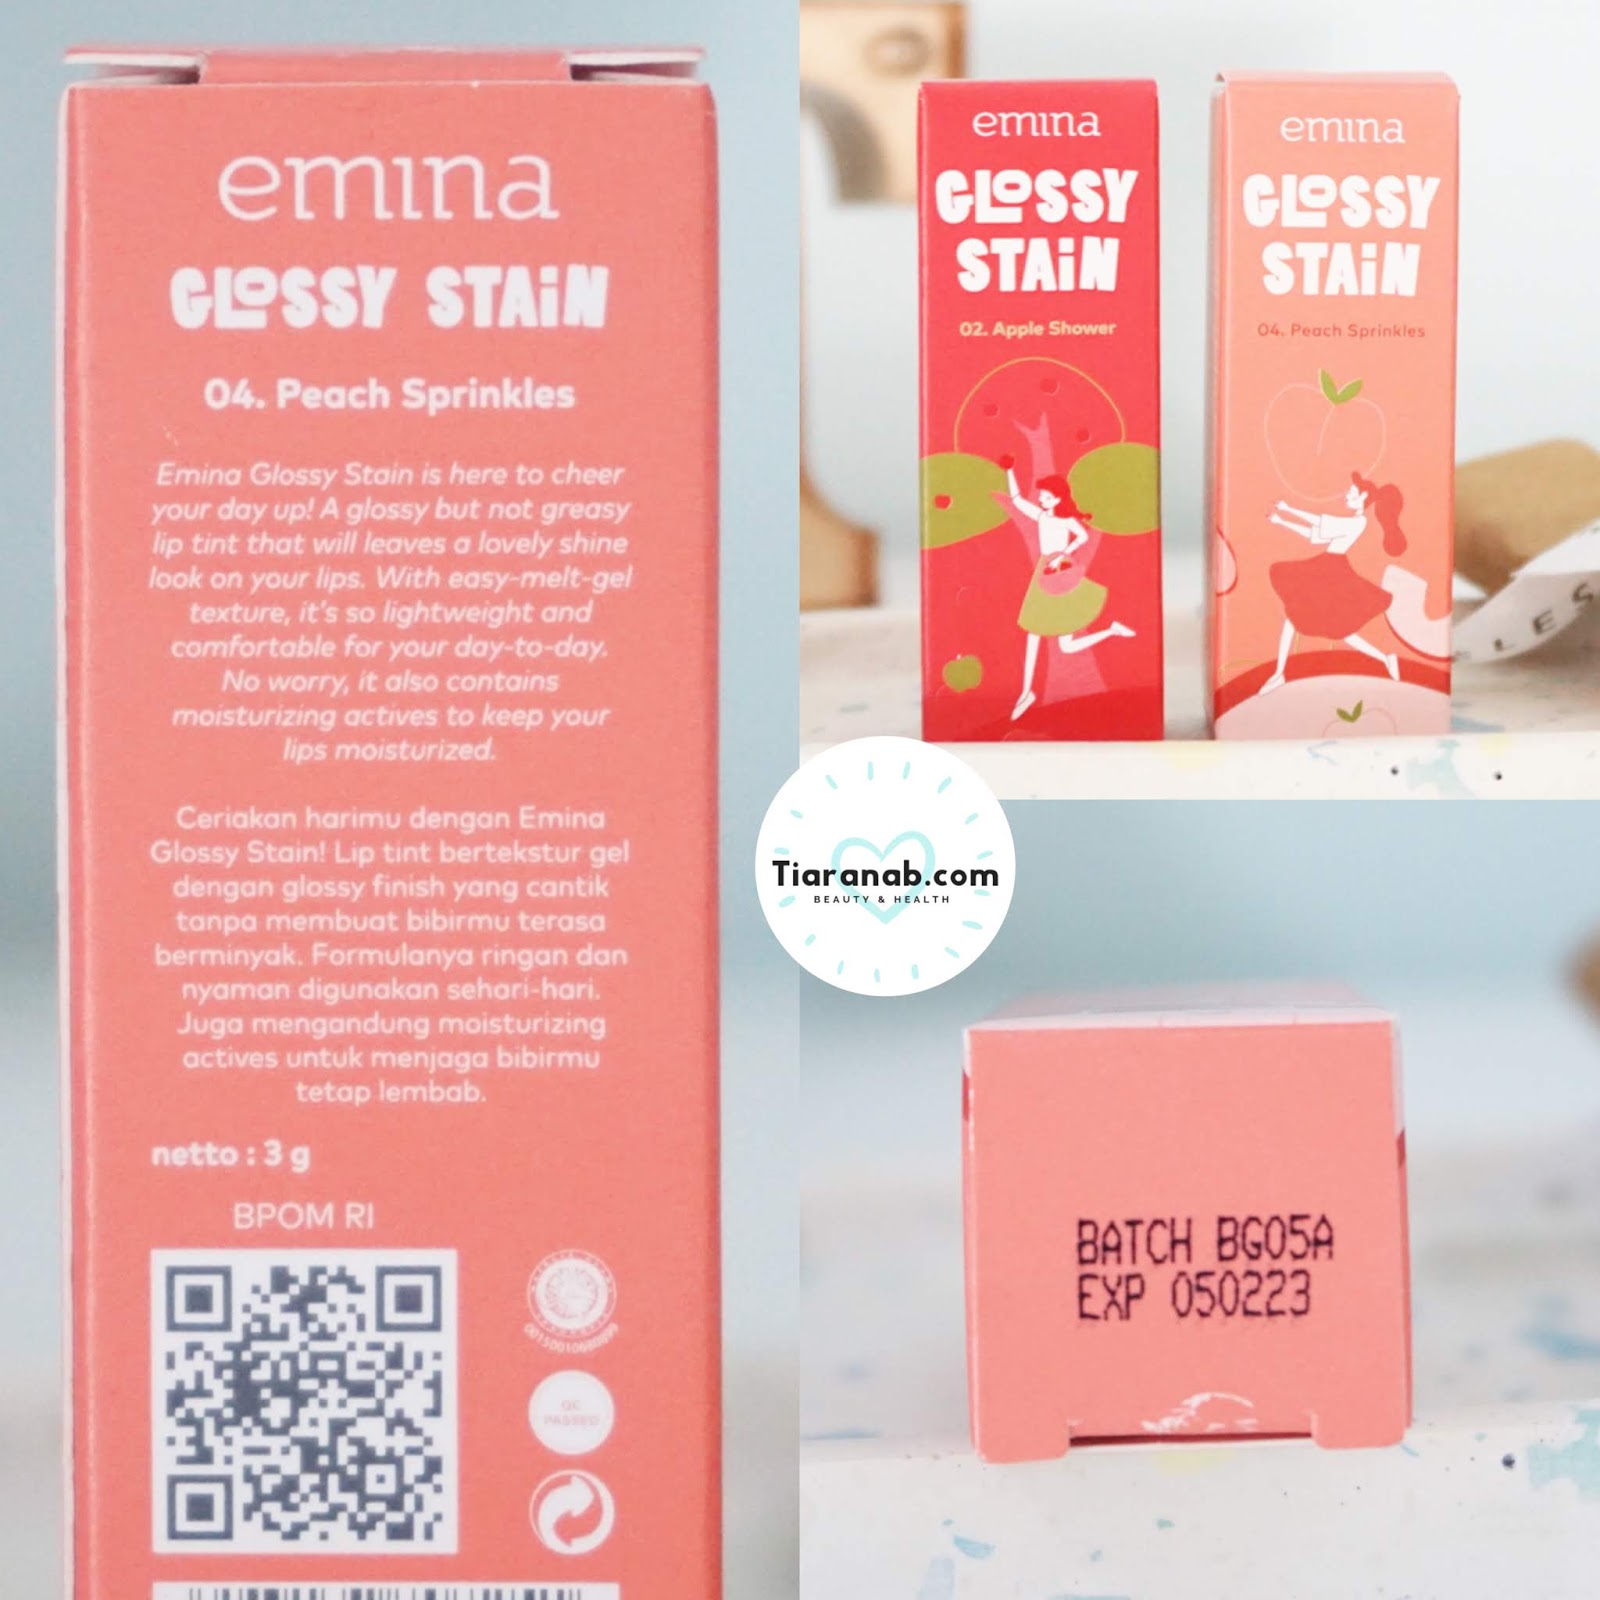 emina
GLOSSY STAiN
04. Peach Sprinkles
Emina Glossy Stain is here to cheer
your day up! A glossy but not greasy
lip tint that will leaves a lovely shine
look on your lips. With easy-melt-gel
texture, it's so lightweight and
comfortable for your day-to-day.
No worry, it also contains
moisturizing actives to keep your
lips moisturized.
Ceriakan harimu dengan Emina
Glossy Stain! Lip tint bertekstur gel
dengan glossy finish yang cantik
tanpa membuat bibirmu terasa
berminyak. Formulanya ringan dan
nyaman digunakan sehari-hari.
Juga mengandung moisturizing
actives untuk menjaga bibirmu
tetap lembab.
netto : 3 g
BPOM RI
QC
PASSED
emina
GLOSSY
STAiN
02. Apple Shower
emina
GLOSSY
STAiN
04. Peach Sprinkles
Tiaranab.com
BEAUTY & HEALTH
BATCH BG05A
EXP 050223